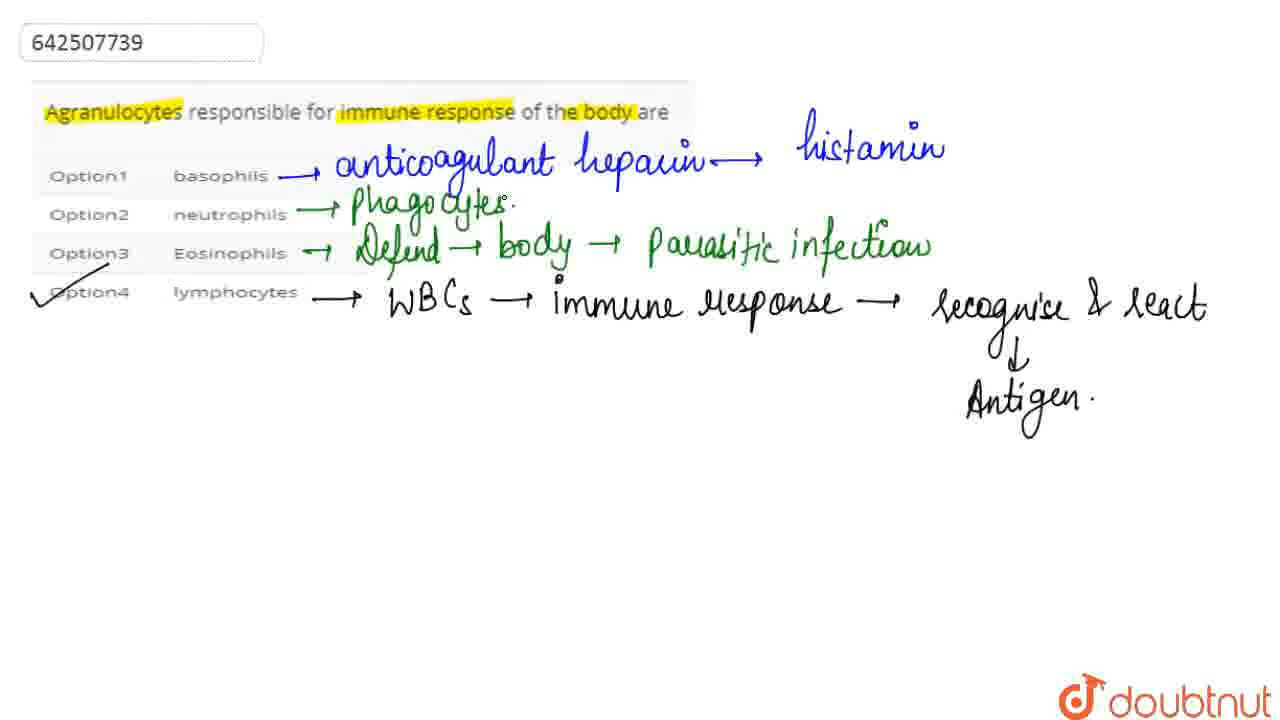 642507739
Agranulocytes responsible for immune response of the body are
Option1 basophils → anticoagulant heparin → histamin
Option2 neutrophils → Phagocytes.
Option3 Eosinophils → Defend → body → Parasitic infection
Option4 lymphocytes → WBCs → immune response → recognise & react
↓
Antigen.
doubtnut